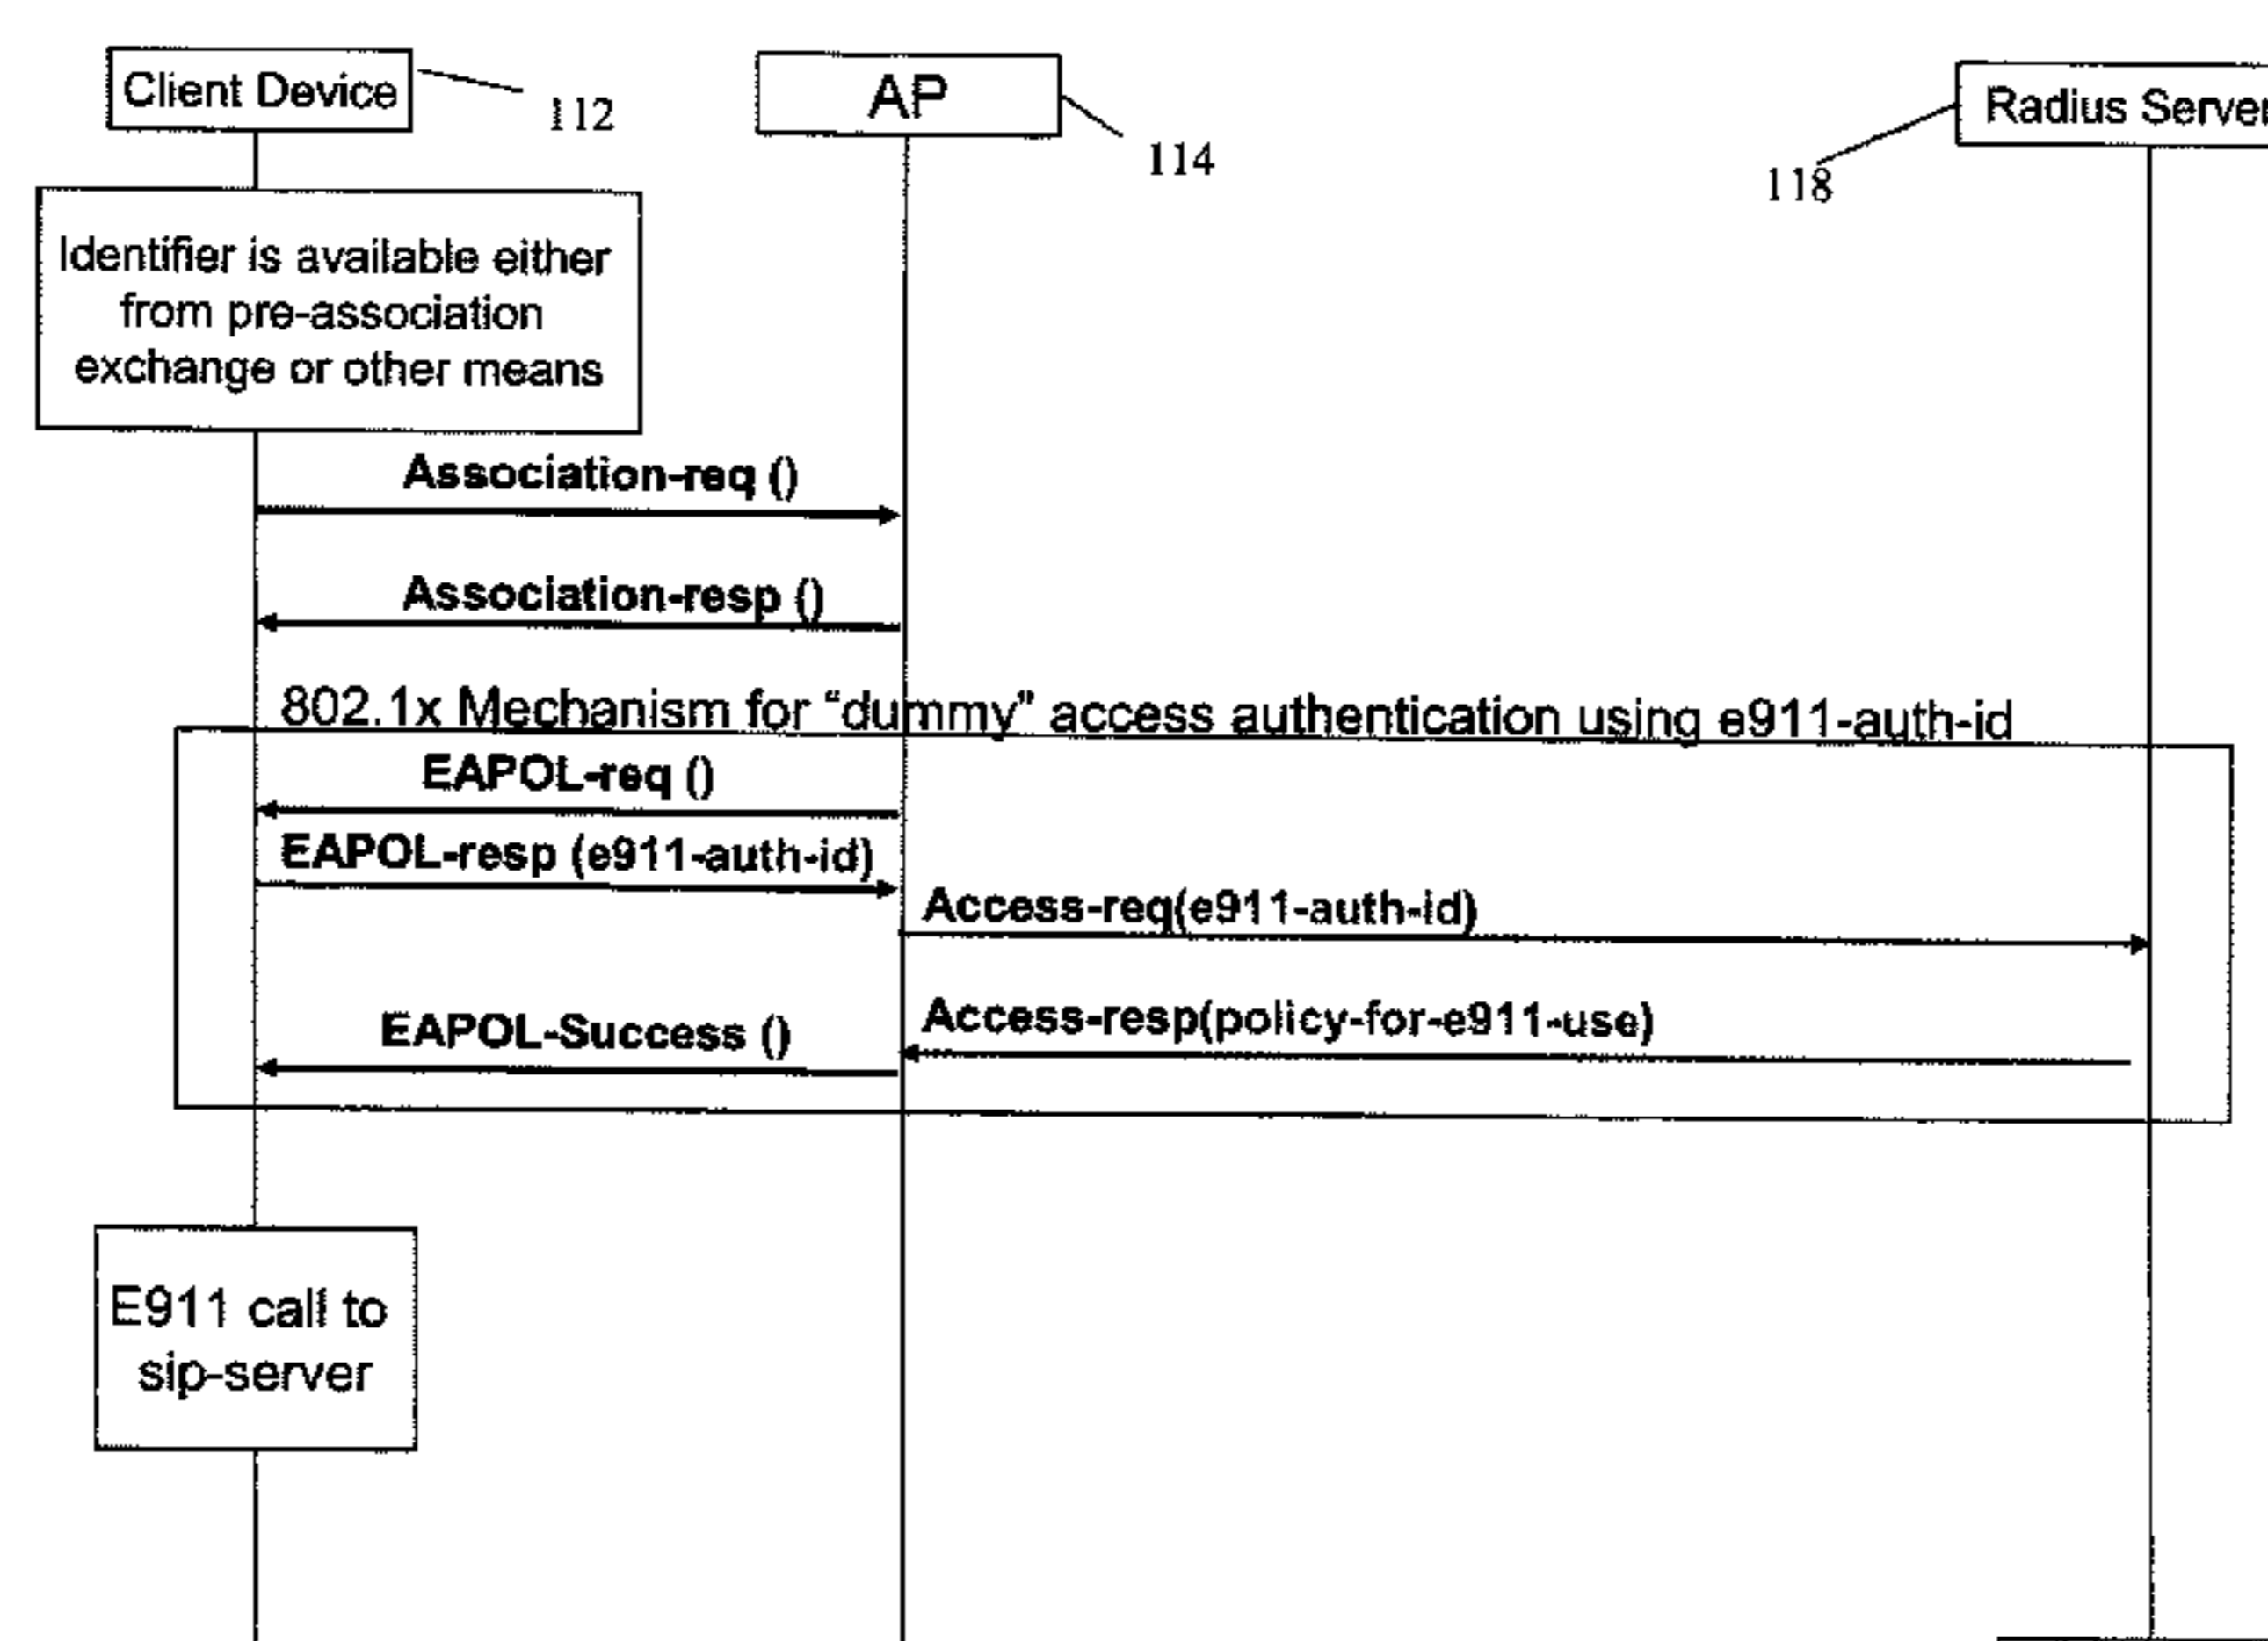 Client Device
112
AP
114
Radius Server
118
Identifier is available either
from pre-association
exchange or other means
Association-req ()
Association-resp ()
802.1x Mechanism for “dummy” access authentication using e911-auth-id
EAPOL-req ()
EAPOL-resp (e911-auth-id)
Access-req(e911-auth-id)
Access-resp(policy-for-e911-use)
EAPOL-Success ()
E911 call to
sip-server